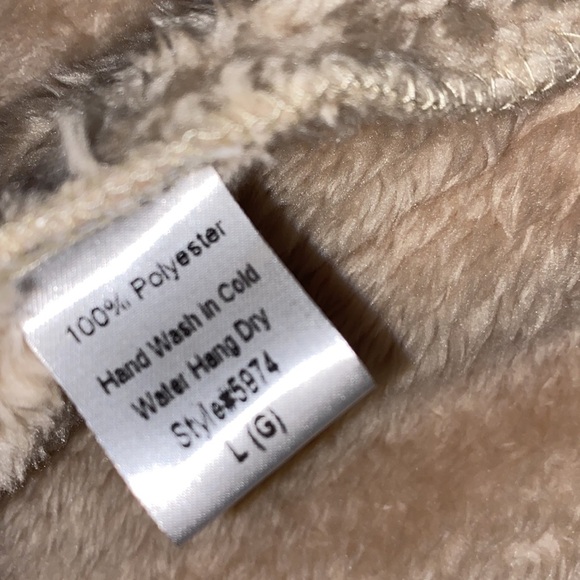 100% Polyester
Hand Wash in Cold
Water Hang Dry
Style#5974
L (G)